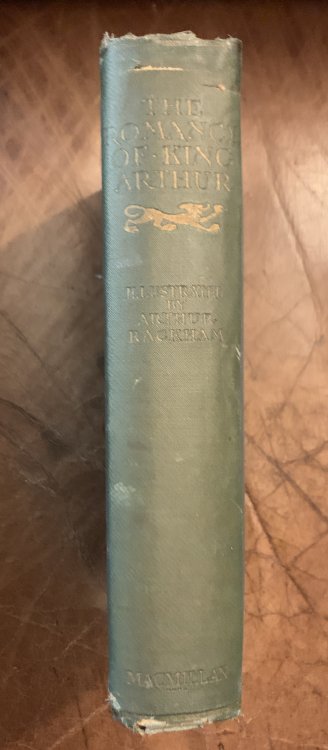 THE
ROMANCE
OF · KING
ARTHUR
ILLUSTRATED
BY
ARTHUR
RACKHAM
MACMILLAN